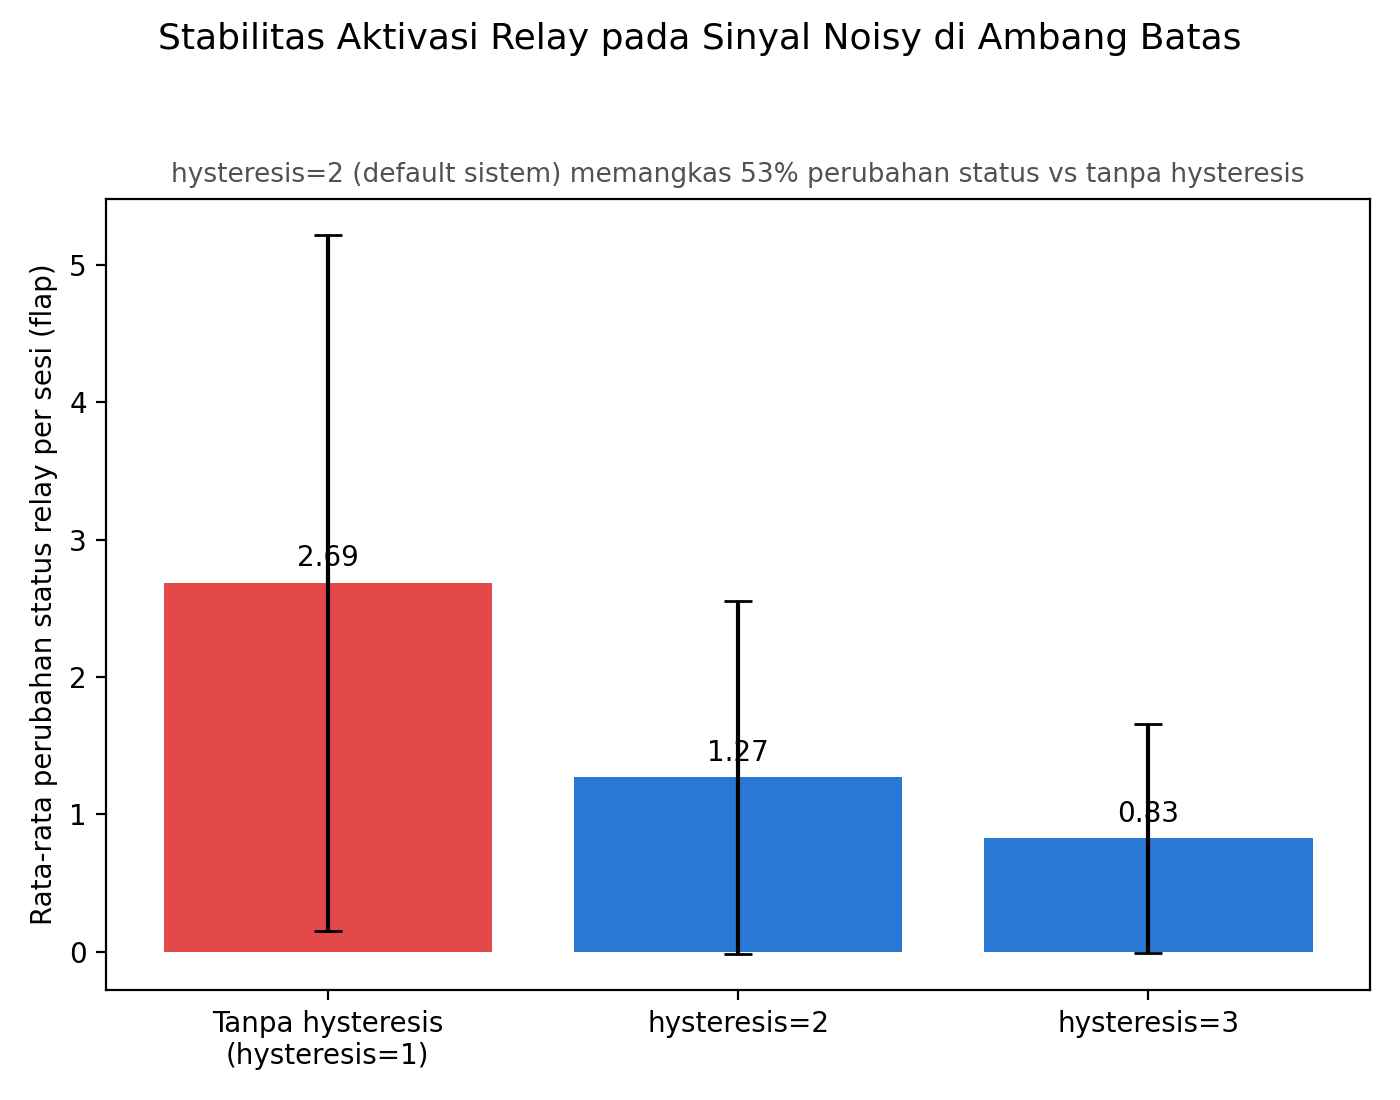 Stabilitas Aktivasi Relay pada Sinyal Noisy di Ambang Batas
hysteresis=2 (default sistem) memangkas 53% perubahan status vs tanpa hysteresis
Rata-rata perubahan status relay per sesi (flap)
5
4
3
2
1
0
2.69
1.27
0.83
Tanpa hysteresis
(hysteresis=1)
hysteresis=2
hysteresis=3